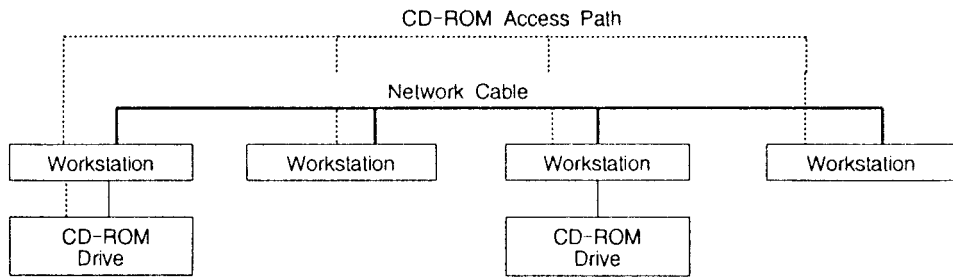 CD-ROM Access Path
Network Cable
Workstation
Workstation
Workstation
Workstation
CD-ROM
Drive
CD-ROM
Drive